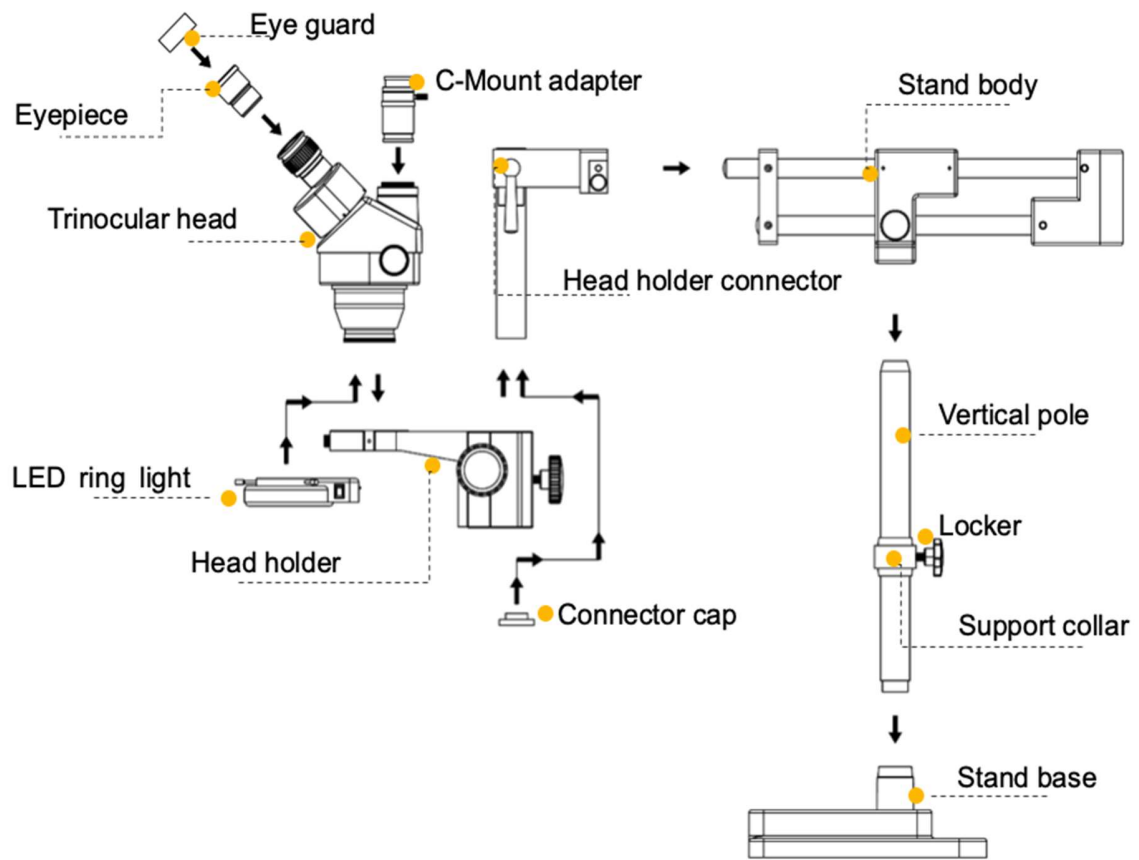 Eye guard
C-Mount adapter
Stand body
Eyepiece
Trinocular head
Head holder connector
Vertical pole
LED ring light
Locker
Head holder
Connector cap
Support collar
Stand base